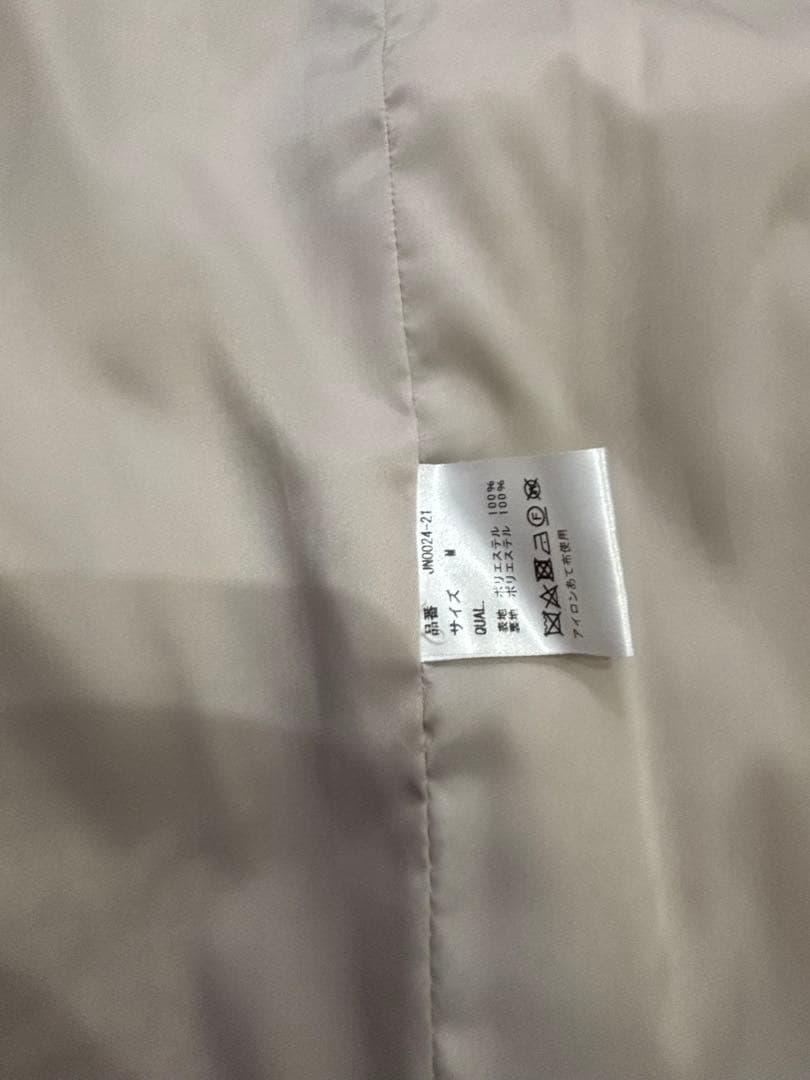 品番 JN0024-21
サイズ M
QUAL.
表地 ポリエステル 100%
裏地 ポリエステル 100%
アイロンあて布使用